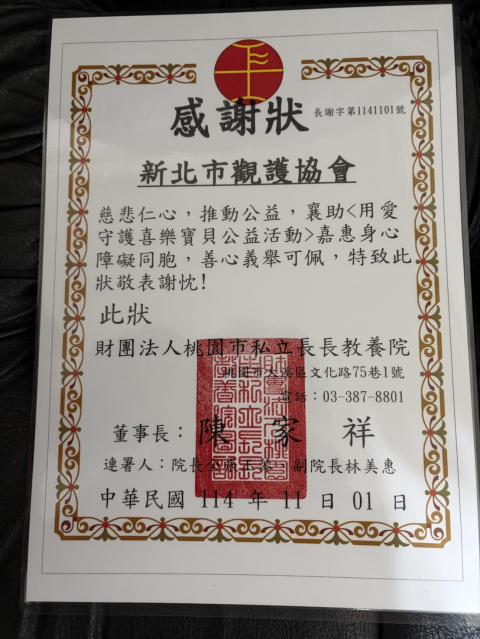 感謝狀
長謝字第1141101號
新北市觀護協會
慈悲仁心，推動公益，襄助<用愛
守護喜樂寶貝公益活動>嘉惠身心
障礙同胞，善心義舉可佩，特致此
狀敬表謝忱!
此狀
財團法人桃園市私立長長教養院
桃園市大溪區文化路75巷1號
電話：03-387-8801
董事長：陳家祥
連署人：院長 副院長林美惠
中華民國 114 年 11 日 01 日